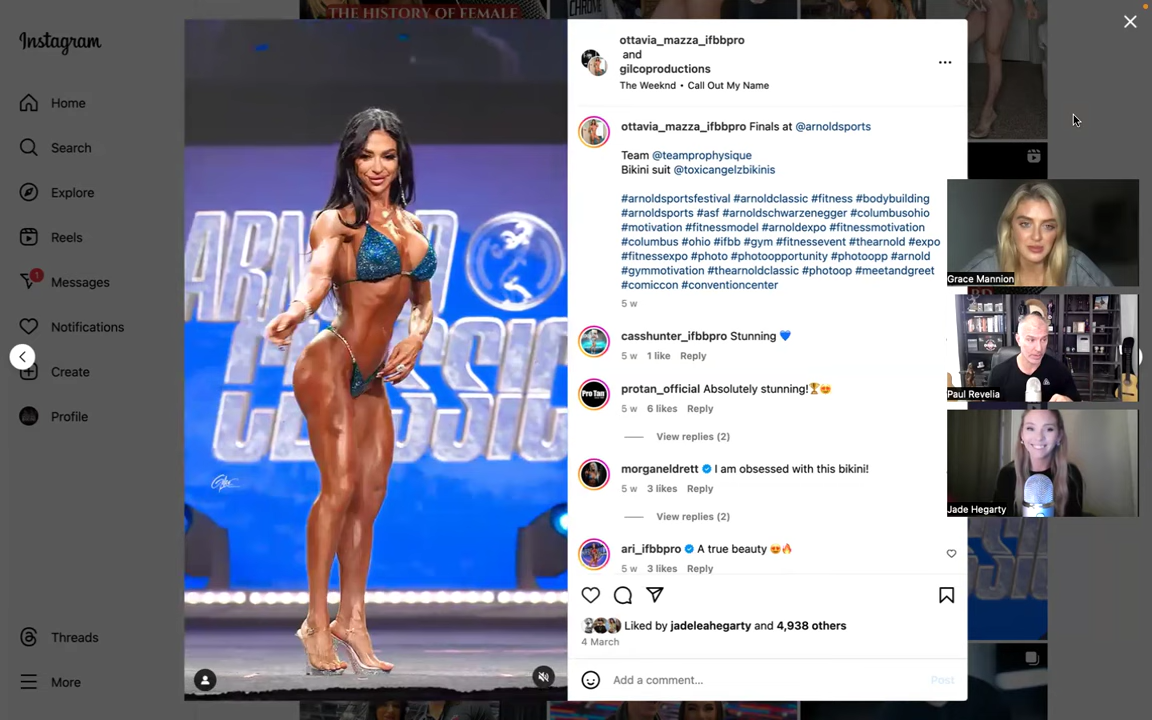 THE HISTORY OF FEMALE
Instagram
Home
Search
Explore
Reels
1
Messages
Notifications
Create
Profile
Threads
More
ARNOLD
CLASSIC
ottavia_mazza_ifbbpro
and
gilcoproductions
The Weeknd • Call Out My Name
ottavia_mazza_ifbbpro Finals at @arnoldsports
Team @teamprophysique
Bikini suit @toxicangelzbikinis
#arnoldsportsfestival #arnoldclassic #fitness #bodybuilding
#arnoldsports #asf #arnoldschwarzenegger #columbusohio
#motivation #fitnessmodel #arnoldexpo #fitnessmotivation
#columbus #ohio #ifbb #gym #fitnessevent #thearnold #expo
#fitnessexpo #photo #photoopportunity #photoopp #arnold
#gymmotivation #thearnoldclassic #photoop #meetandgreet
#comiccon #conventioncenter
5 w
casshunter_ifbbpro Stunning 💙
5 w 1 like Reply
Pro Tan
protan_official Absolutely stunning!🏆😍
5 w 6 likes Reply
View replies (2)
morganeldrett I am obsessed with this bikini!
5 w 3 likes Reply
View replies (2)
ari_ifbbpro A true beauty 😍🔥
5 w 3 likes Reply
Liked by jadeleahegarty and 4,938 others
4 March
Add a comment...
Post
Grace Mannion
Paul Revelia
Jade Hegarty